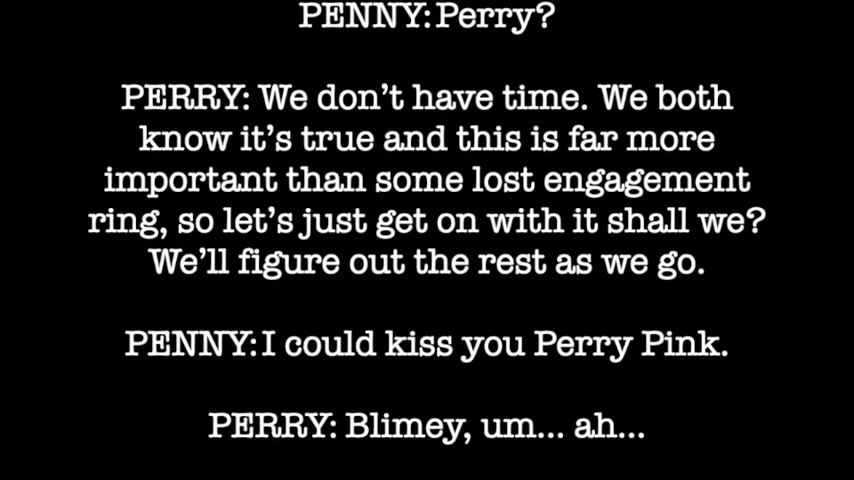 PENNY: Perry?
PERRY: We don't have time. We both
know it's true and this is far more
important than some lost engagement
ring, so let's just get on with it shall we?
We'll figure out the rest as we go.
PENNY: I could kiss you Perry Pink.
PERRY: Blimey, um... ah...